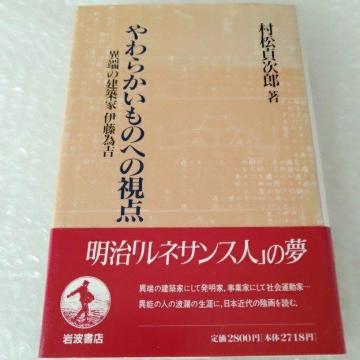 村松貞次郎 著
やわらかいものへの視点
異端の建築家 伊藤為吉
「明治ルネサンス人」の夢
異端の建築家にして発明家,事業家にして社会運動家…
異能の人の波瀾の生涯に,日本近代の陰画を読む.
岩波書店
定価2800円[本体2718円]